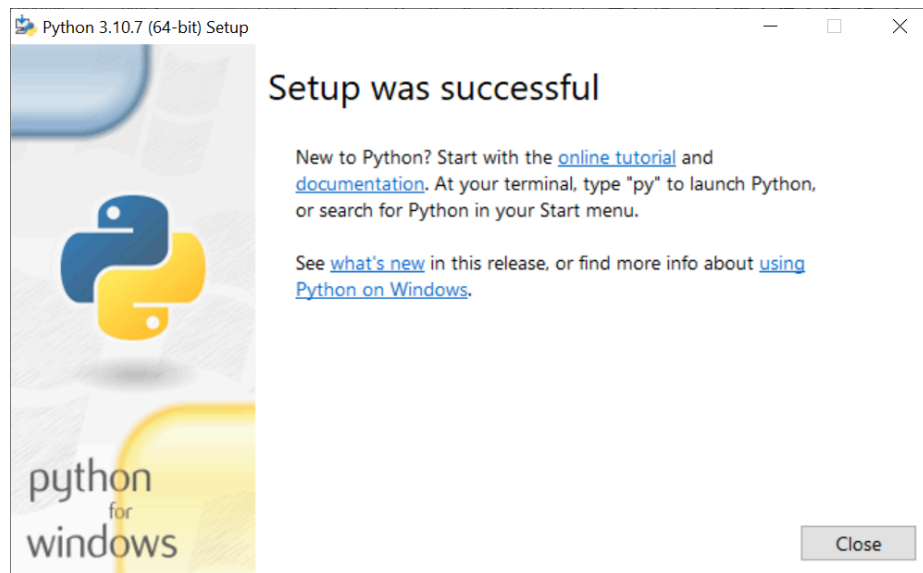 Python 3.10.7 (64-bit) Setup
Setup was successful
New to Python? Start with the online tutorial and
documentation. At your terminal, type "py" to launch Python,
or search for Python in your Start menu.
See what's new in this release, or find more info about using
Python on Windows.
python
for
windows
Close